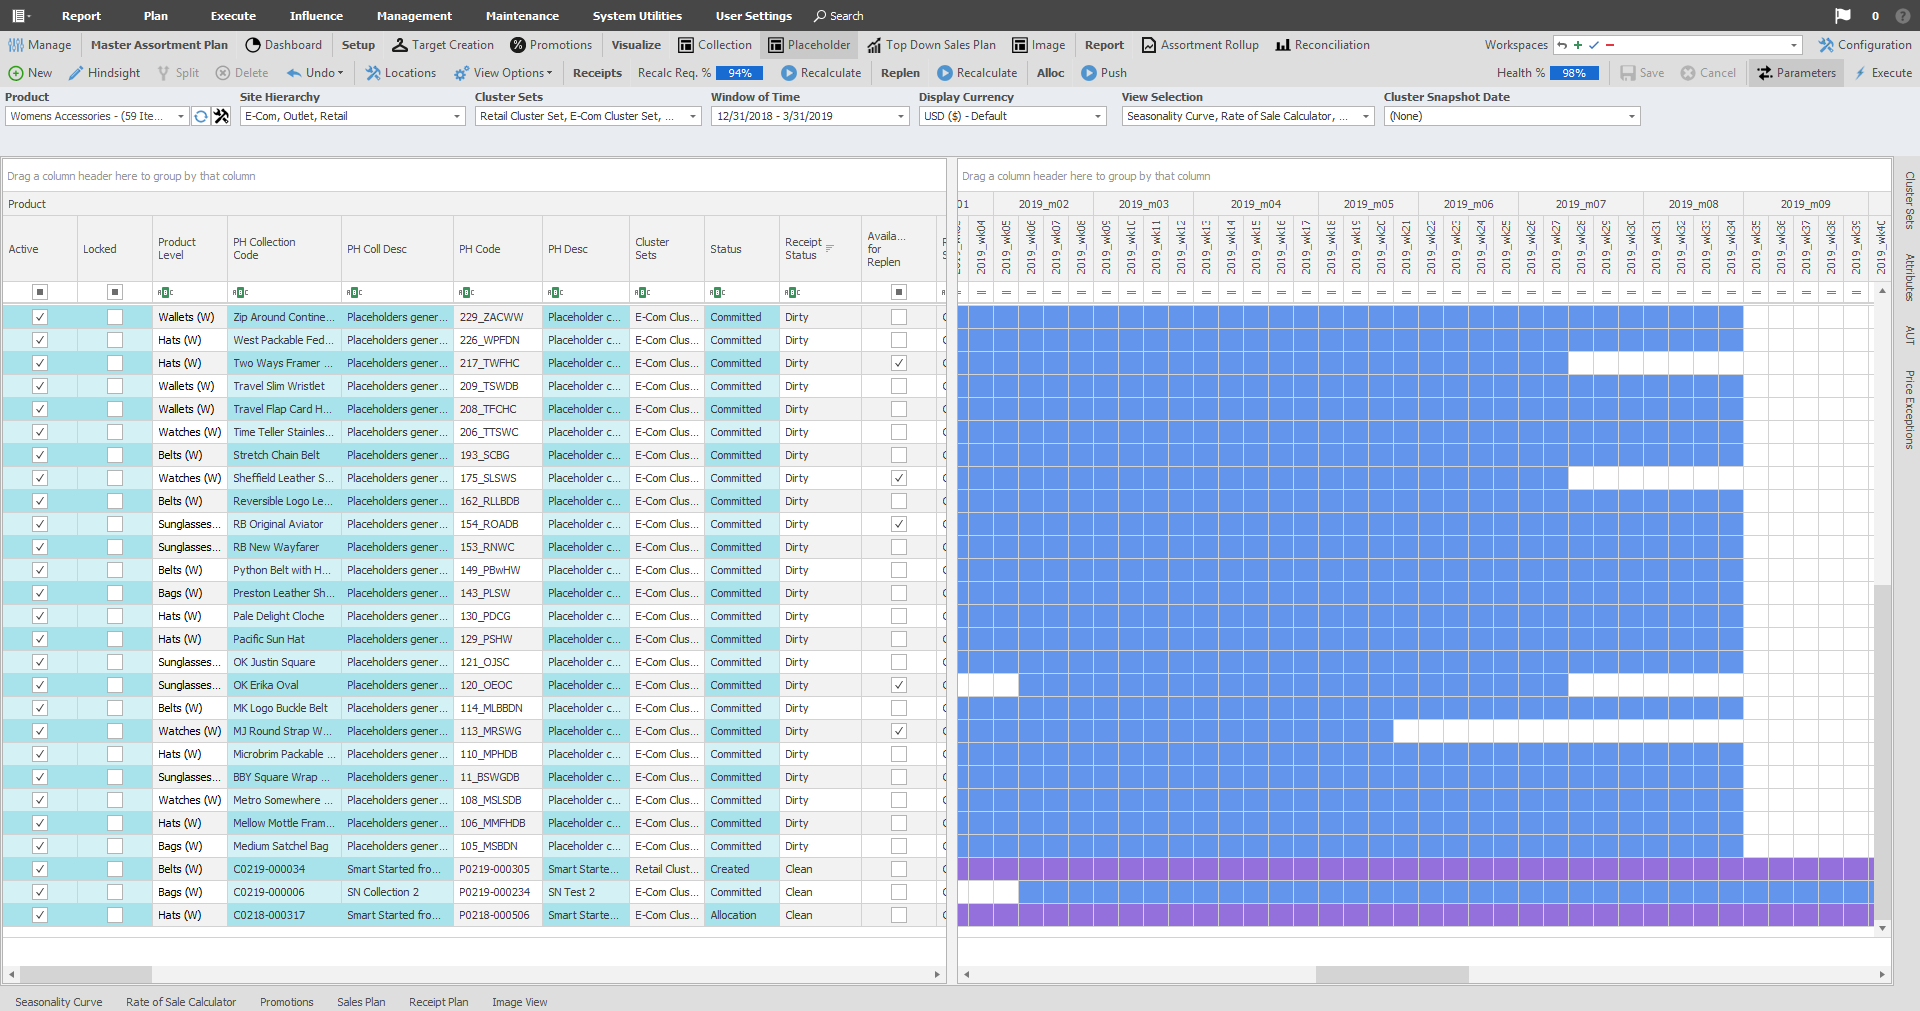 Report Plan Execute Influence Management Maintenance System Utilities User Settings Search 0
Manage Master Assortment Plan Dashboard Setup Target Creation Promotions Visualize Collection Placeholder Top Down Sales Plan Image Report Assortment Rollup Reconciliation Workspaces Configuration
New Hindsight Split Delete Undo Locations View Options Receipts Recalc Req. % 94% Recalculate Replen Recalculate Alloc Push Health % 98% Save Cancel Parameters Execute
Product Site Hierarchy Cluster Sets Window of Time Display Currency View Selection Cluster Snapshot Date
Womens Accessories - (59 Ite... E-Com, Outlet, Retail Retail Cluster Set, E-Com Cluster Set, ... 12/31/2018 - 3/31/2019 USD ($) - Default Seasonality Curve, Rate of Sale Calculator, ... (None)
Drag a column header here to group by that column
Product
Active Locked Product Level PH Collection Code PH Coll Desc PH Code PH Desc Cluster Sets Status Receipt Status Availa... for Replen
Wallets (W) Zip Around Contine... Placeholders gener... 229_ZACWW Placeholder c... E-Com Clus... Committed Dirty
Hats (W) West Packable Fed... Placeholders gener... 226_WPFDN Placeholder c... E-Com Clus... Committed Dirty
Hats (W) Two Ways Framer ... Placeholders gener... 217_TWFHC Placeholder c... E-Com Clus... Committed Dirty
Wallets (W) Travel Slim Wristlet Placeholders gener... 209_TSWDB Placeholder c... E-Com Clus... Committed Dirty
Wallets (W) Travel Flap Card H... Placeholders gener... 208_TFCHC Placeholder c... E-Com Clus... Committed Dirty
Watches (W) Time Teller Stainles... Placeholders gener... 206_TTSWC Placeholder c... E-Com Clus... Committed Dirty
Belts (W) Stretch Chain Belt Placeholders gener... 193_SCBG Placeholder c... E-Com Clus... Committed Dirty
Watches (W) Sheffield Leather S... Placeholders gener... 175_SLSWS Placeholder c... E-Com Clus... Committed Dirty
Belts (W) Reversible Logo Le... Placeholders gener... 162_RLLBDB Placeholder c... E-Com Clus... Committed Dirty
Sunglasses... RB Original Aviator Placeholders gener... 154_ROADB Placeholder c... E-Com Clus... Committed Dirty
Sunglasses... RB New Wayfarer Placeholders gener... 153_RNWC Placeholder c... E-Com Clus... Committed Dirty
Belts (W) Python Belt with H... Placeholders gener... 149_PBwHW Placeholder c... E-Com Clus... Committed Dirty
Bags (W) Preston Leather Sh... Placeholders gener... 143_PLSW Placeholder c... E-Com Clus... Committed Dirty
Hats (W) Pale Delight Cloche Placeholders gener... 130_PDCG Placeholder c... E-Com Clus... Committed Dirty
Hats (W) Pacific Sun Hat Placeholders gener... 129_PSHW Placeholder c... E-Com Clus... Committed Dirty
Sunglasses... OK Justin Square Placeholders gener... 121_OJSC Placeholder c... E-Com Clus... Committed Dirty
Sunglasses... OK Erika Oval Placeholders gener... 120_OEOC Placeholder c... E-Com Clus... Committed Dirty
Belts (W) MK Logo Buckle Belt Placeholders gener... 114_MLBBDN Placeholder c... E-Com Clus... Committed Dirty
Watches (W) MJ Round Strap W... Placeholders gener... 113_MRSWG Placeholder c... E-Com Clus... Committed Dirty
Hats (W) Microbrim Packable ... Placeholders gener... 110_MPHDB Placeholder c... E-Com Clus... Committed Dirty
Sunglasses... BBY Square Wrap ... Placeholders gener... 11_BSWGDB Placeholder c... E-Com Clus... Committed Dirty
Watches (W) Metro Somewhere ... Placeholders gener... 108_MSLSDB Placeholder c... E-Com Clus... Committed Dirty
Hats (W) Mellow Mottle Fram... Placeholders gener... 106_MMFHDB Placeholder c... E-Com Clus... Committed Dirty
Bags (W) Medium Satchel Bag Placeholders gener... 105_MSBDN Placeholder c... E-Com Clus... Committed Dirty
Belts (W) C0219-000034 Smart Started fro... P0219-000305 Smart Starte... Retail Clust... Created Clean
Bags (W) C0219-000006 SN Collection 2 P0219-000234 SN Test 2 E-Com Clus... Committed Clean
Hats (W) C0218-000317 Smart Started fro... P0218-000506 Smart Starte... E-Com Clus... Allocation Clean
Drag a column header here to group by that column
01 2019_m02 2019_m03 2019_m04 2019_m05 2019_m06 2019_m07 2019_m08 2019_m09
2019_wk04 2019_wk05 2019_wk06 2019_wk07 2019_wk08 2019_wk09 2019_wk10 2019_wk11 2019_wk12 2019_wk13 2019_wk14 2019_wk15 2019_wk16 2019_wk17 2019_wk18 2019_wk19 2019_wk20 2019_wk21 2019_wk22 2019_wk23 2019_wk24 2019_wk25 2019_wk26 2019_wk27 2019_wk28 2019_wk29 2019_wk30 2019_wk31 2019_wk32 2019_wk33 2019_wk34 2019_wk35 2019_wk36 2019_wk37 2019_wk38 2019_wk39 2019_wk40
Cluster Sets
Attributes
AUT
Price Exceptions
Seasonality Curve Rate of Sale Calculator Promotions Sales Plan Receipt Plan Image View